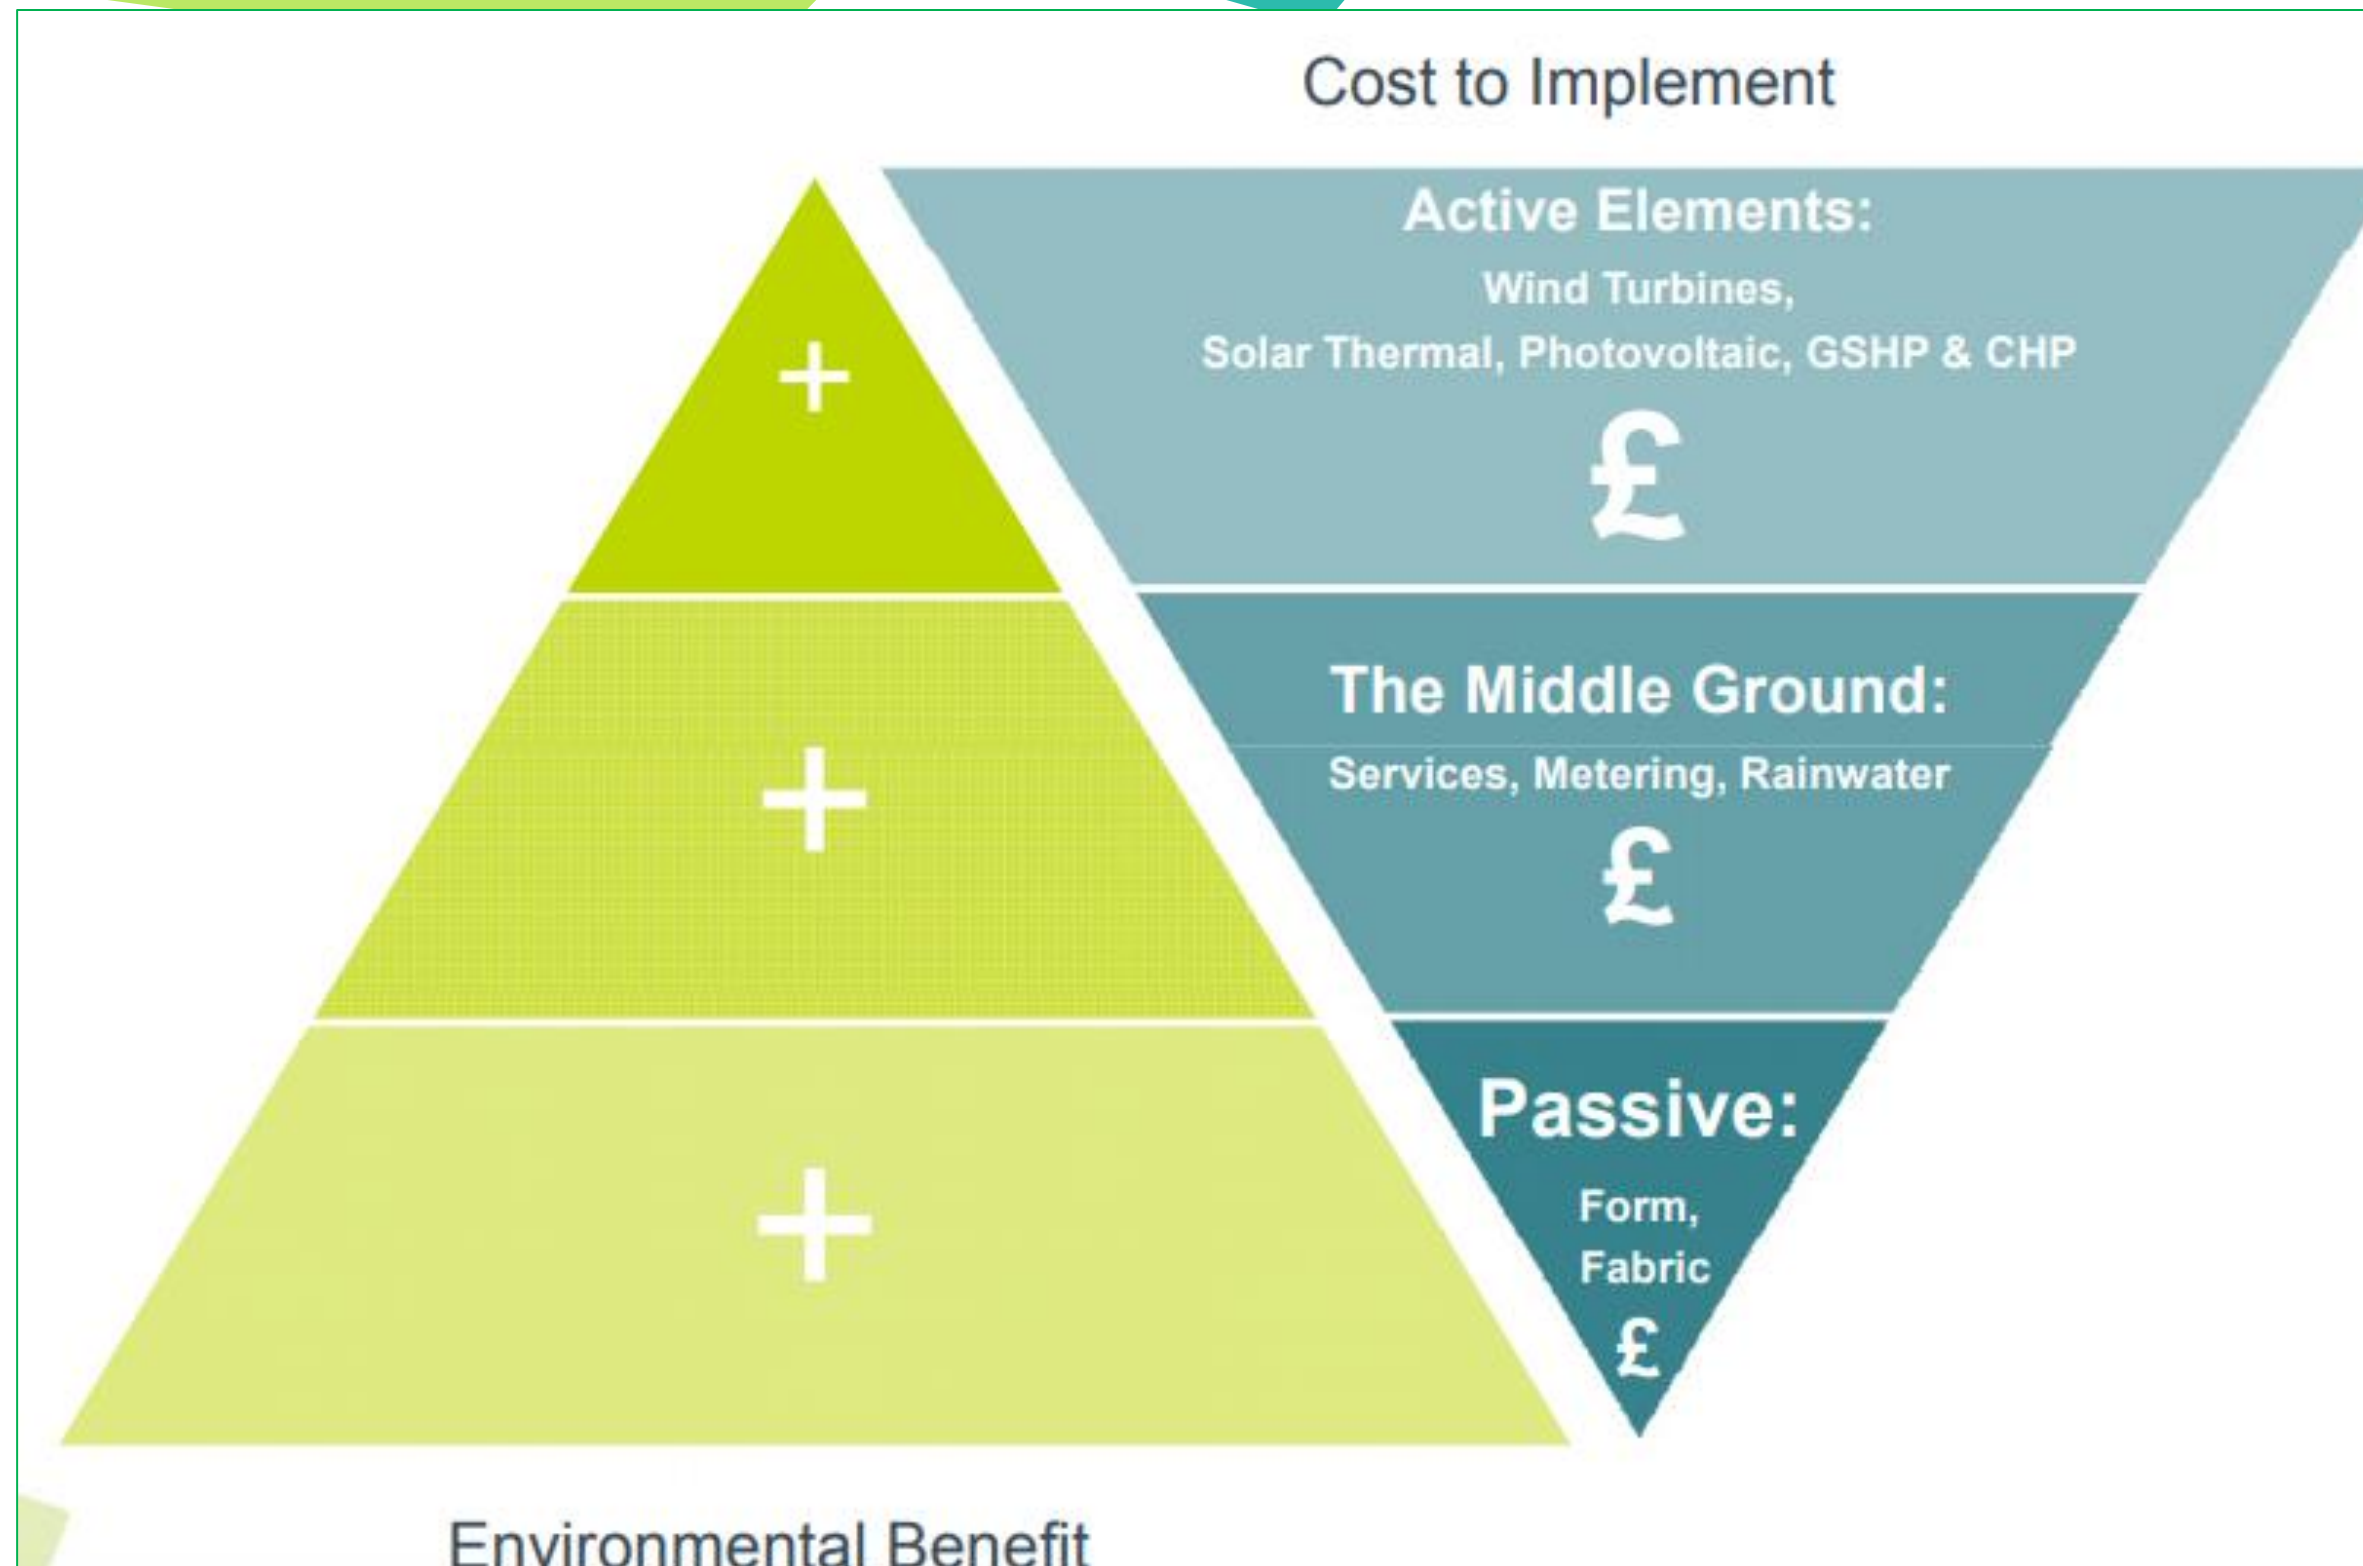 Cost to Implement
Active Elements:
Wind Turbines,
Solar Thermal, Photovoltaic, GSHP & CHP
£
+
The Middle Ground:
Services, Metering, Rainwater
£
+
Passive:
Form,
Fabric
£
+
Environmental Benefit